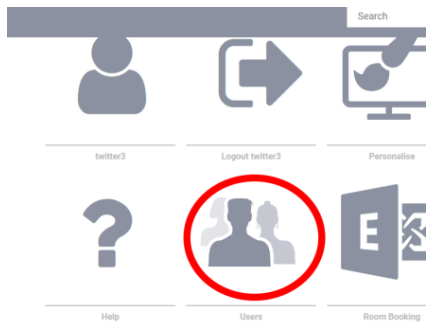 Search
twitter3
Logout twitter3
Personalise
?
E
Help
Users
Room Booking